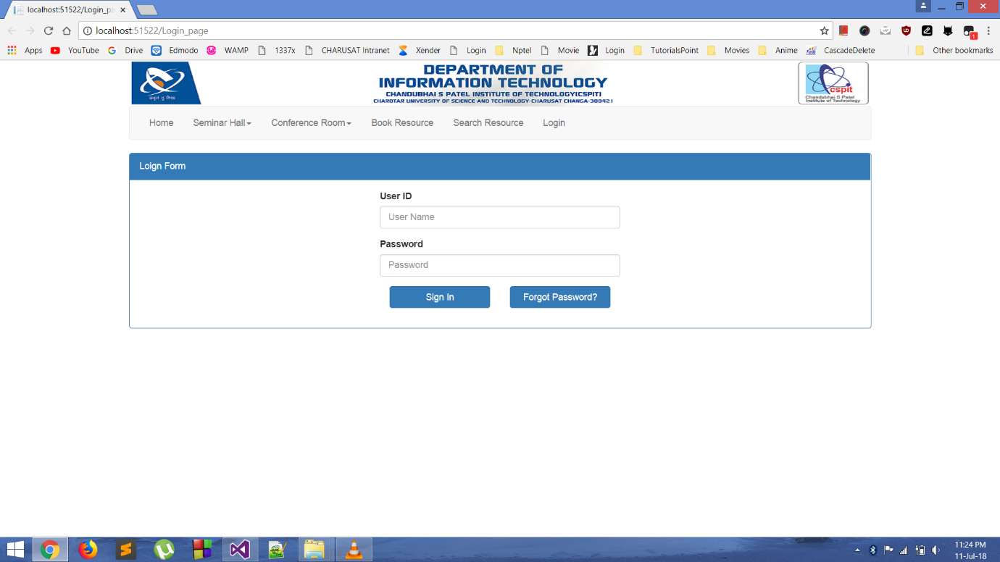 localhost:51522/Login_pa
localhost:51522/Login_page
Apps YouTube Drive Edmodo WAMP 1337x CHARUSAT Intranet Xender Login Nptel Movie Login TutorialsPoint Movies Anime CascadeDelete Other bookmarks
DEPARTMENT OF
INFORMATION TECHNOLOGY
CHANDUBHAI S PATEL INSTITUTE OF TECHNOLOGY(CSPIT)
CHAROTAR UNIVERSITY OF SCIENCE AND TECHNOLOGY-CHARUSAT CHANGA-388421
cspit
Chandubhai S Patel
Institute of Technology
Home Seminar Hall Conference Room Book Resource Search Resource Login
Loign Form
User ID
User Name
Password
Password
Sign In Forgot Password?
11:24 PM
11-Jul-18